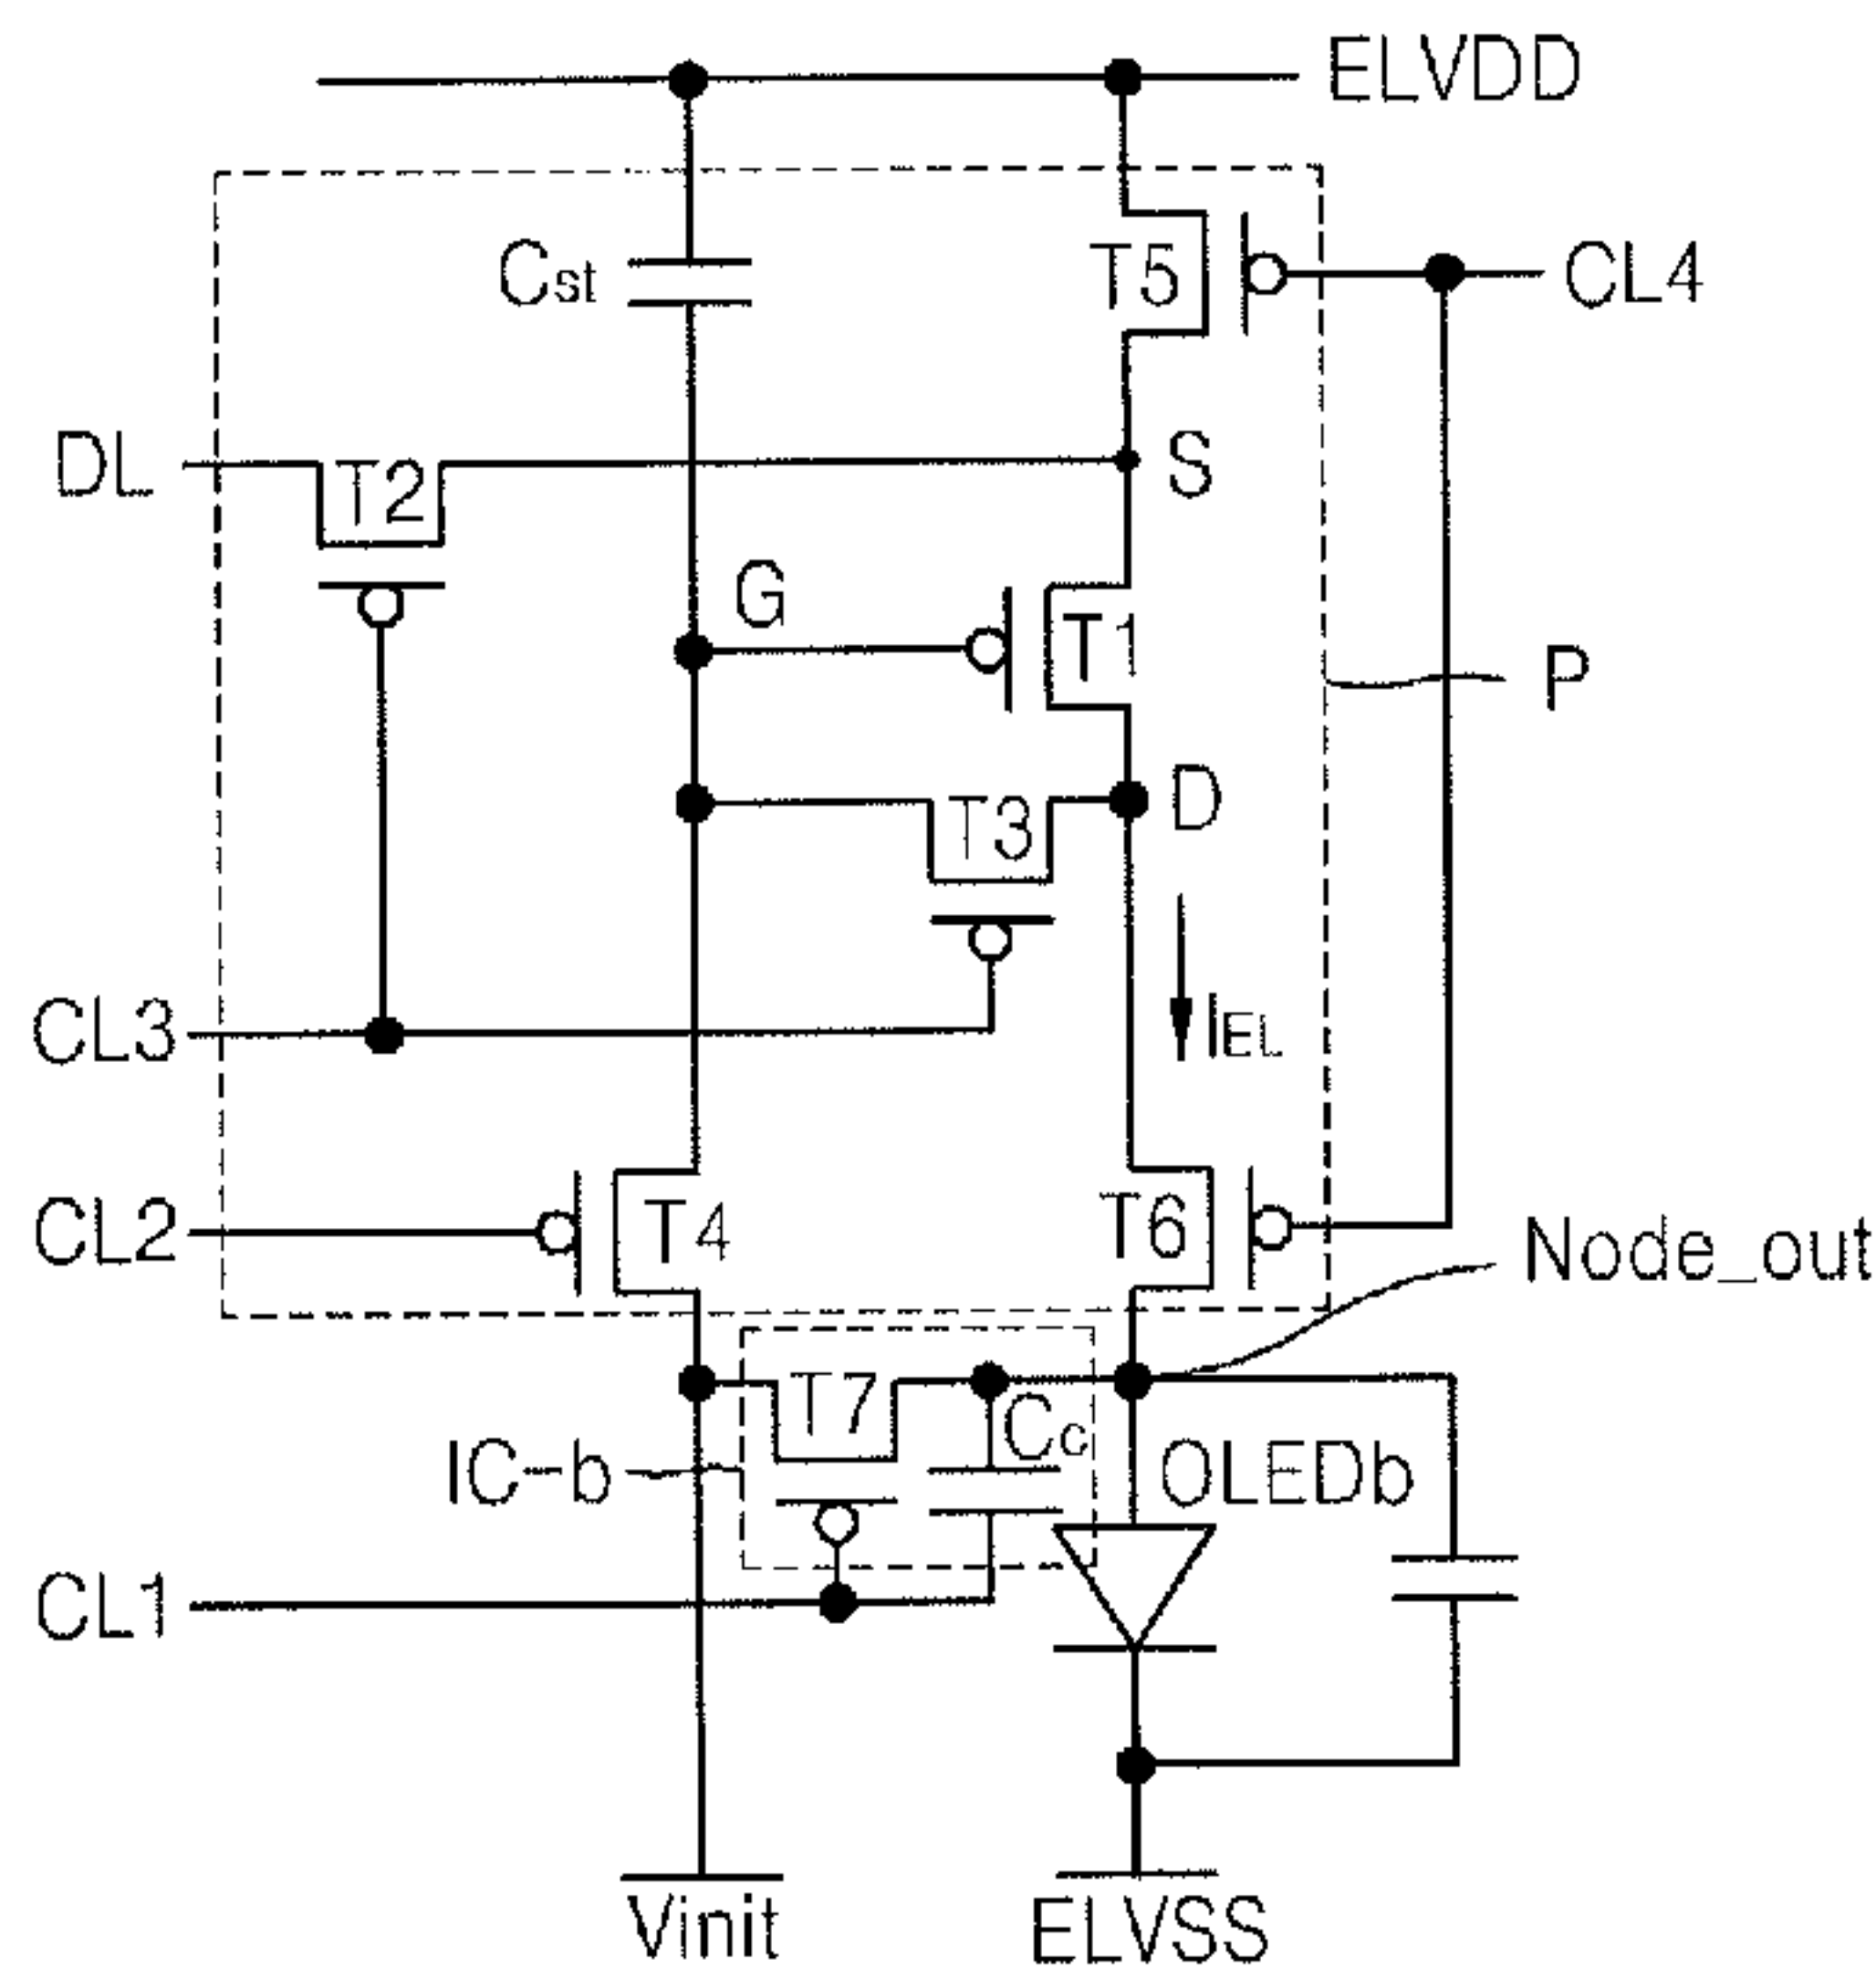 ELVDD
Cst
T5
CL4
DL
T2
S
G
T1
P
T3
D
CL3
IEL
CL2
T4
T6
Node_out
T7
Cc
IC-b
OLEDb
CL1
Vinit
ELVSS